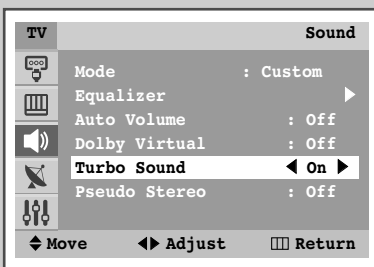 TV Sound
Mode : Custom
Equalizer
Auto Volume : Off
Dolby Virtual : Off
Turbo Sound On
Pseudo Stereo : Off
Move Adjust Return